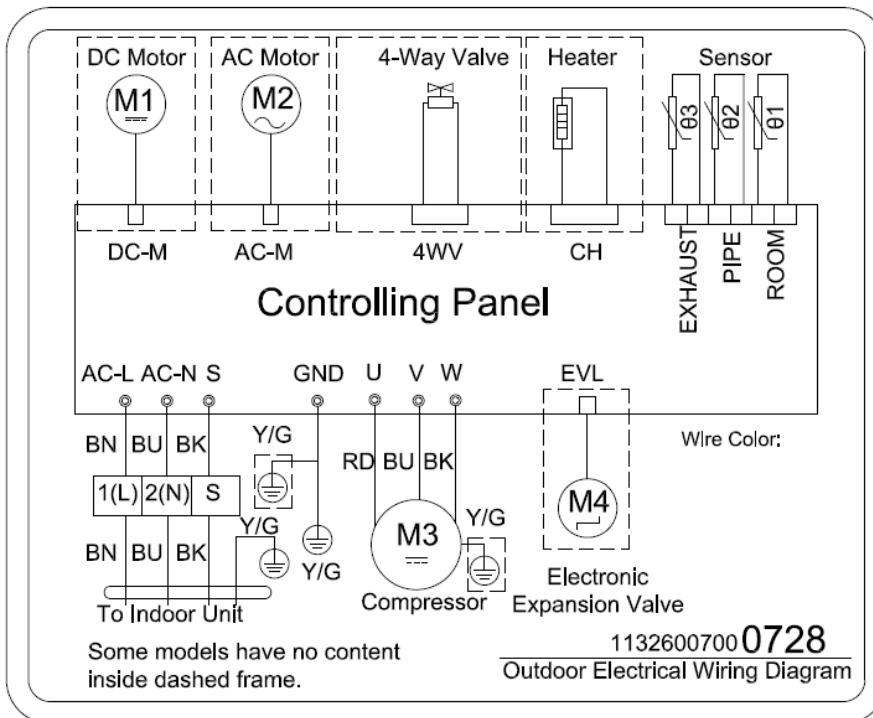 DC Motor AC Motor 4-Way Valve Heater Sensor
M1 M2 θ3 θ2 θ1
DC-M AC-M 4WV CH EXHAUST PIPE ROOM
Controlling Panel
AC-L AC-N S GND U V W EVL
Wire Color:
BN BU BK Y/G RD BU BK
1(L) 2(N) S M4
Y/G M3 Y/G
BN BU BK Y/G
To Indoor Unit Compressor Electronic
Expansion Valve
Some models have no content
inside dashed frame.
1132600700 0728
Outdoor Electrical Wiring Diagram